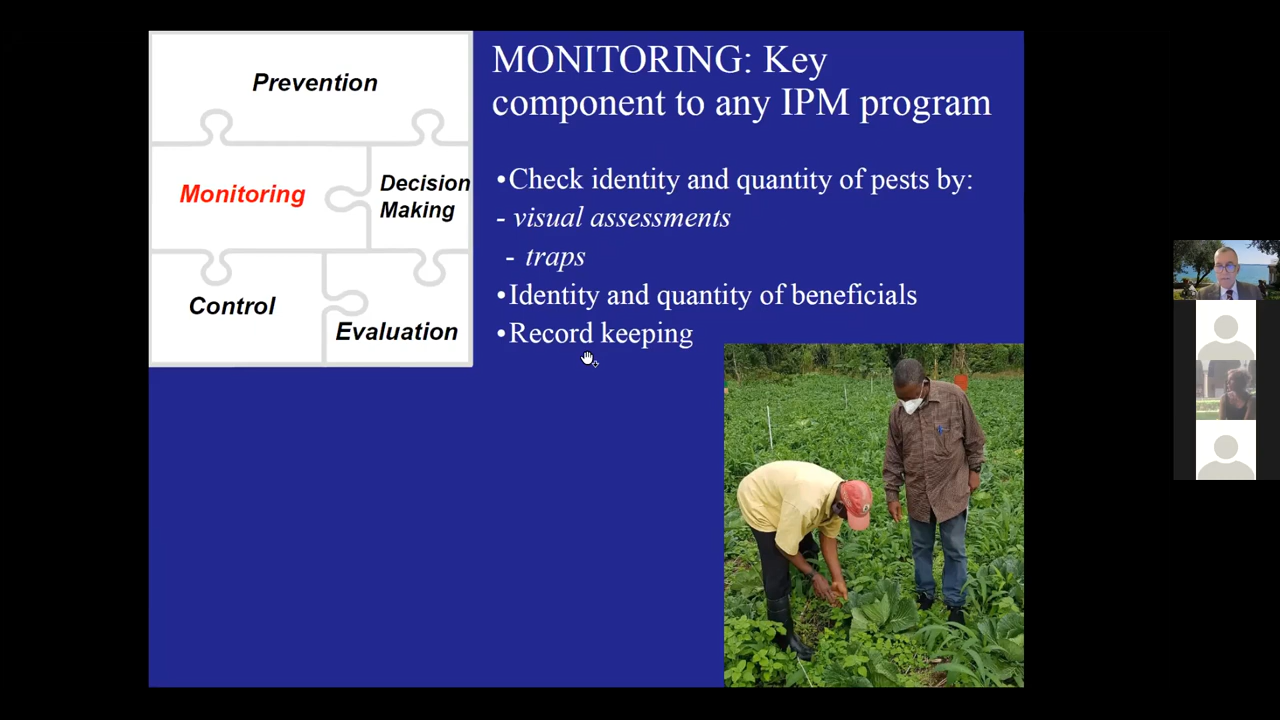 Prevention
Monitoring
Decision
Making
Control
Evaluation
MONITORING: Key
component to any IPM program
•Check identity and quantity of pests by:
- visual assessments
- traps
•Identity and quantity of beneficials
•Record keeping